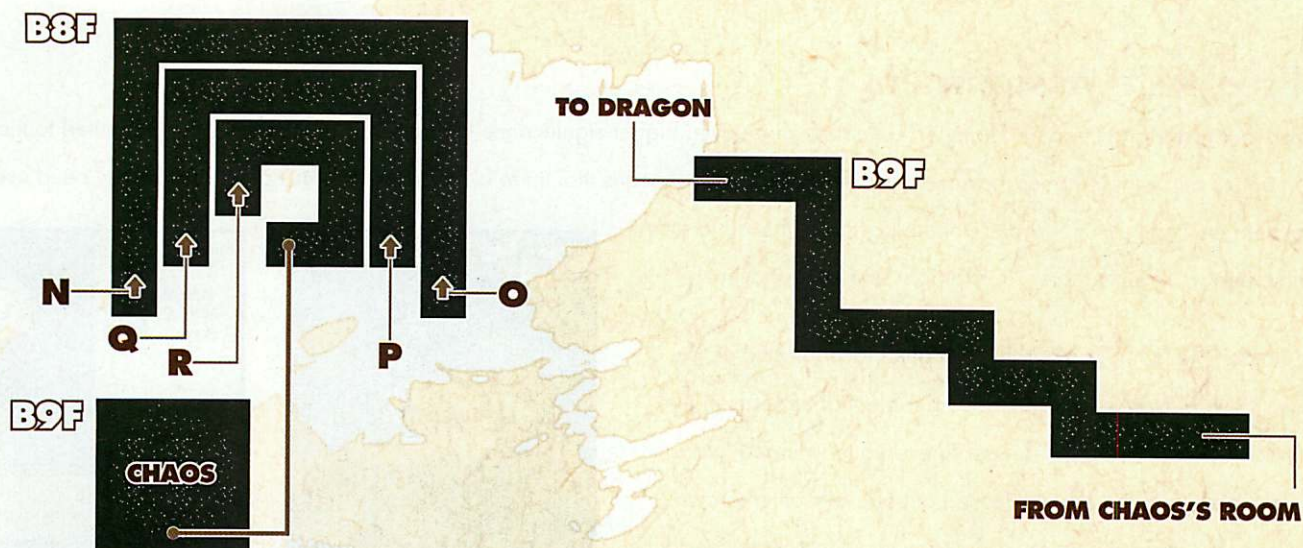 B8F
TO DRAGON
B9F
N
O
Q
R
P
B9F
CHAOS
FROM CHAOS'S ROOM